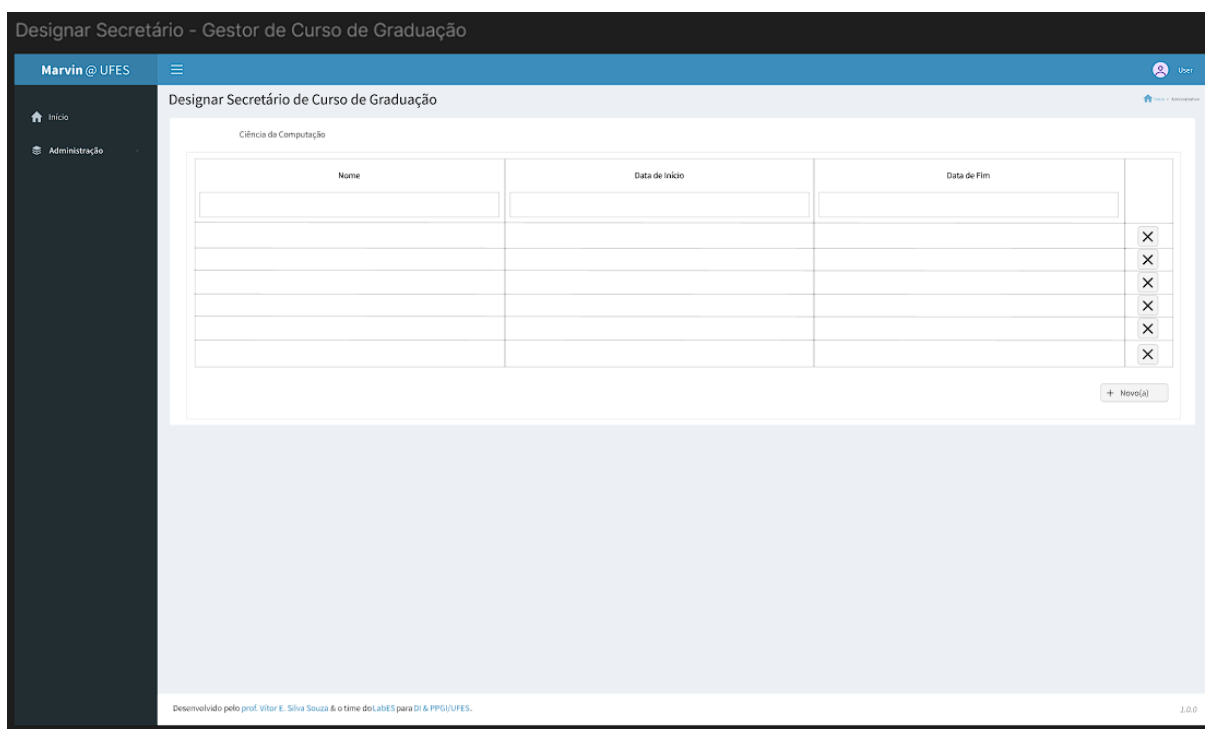 Designar Secretário - Gestor de Curso de Graduação
Marvin @ UFES
User
Designar Secretário de Curso de Graduação
Início
Ciência da Computação
Administração
Nome
Data de Início
Data de Fim
+ Novo(a)
Desenvolvido pelo prof. Vítor E. Silva Souza & o time do LabES para DI & PPGI/UFES.
1.0.0